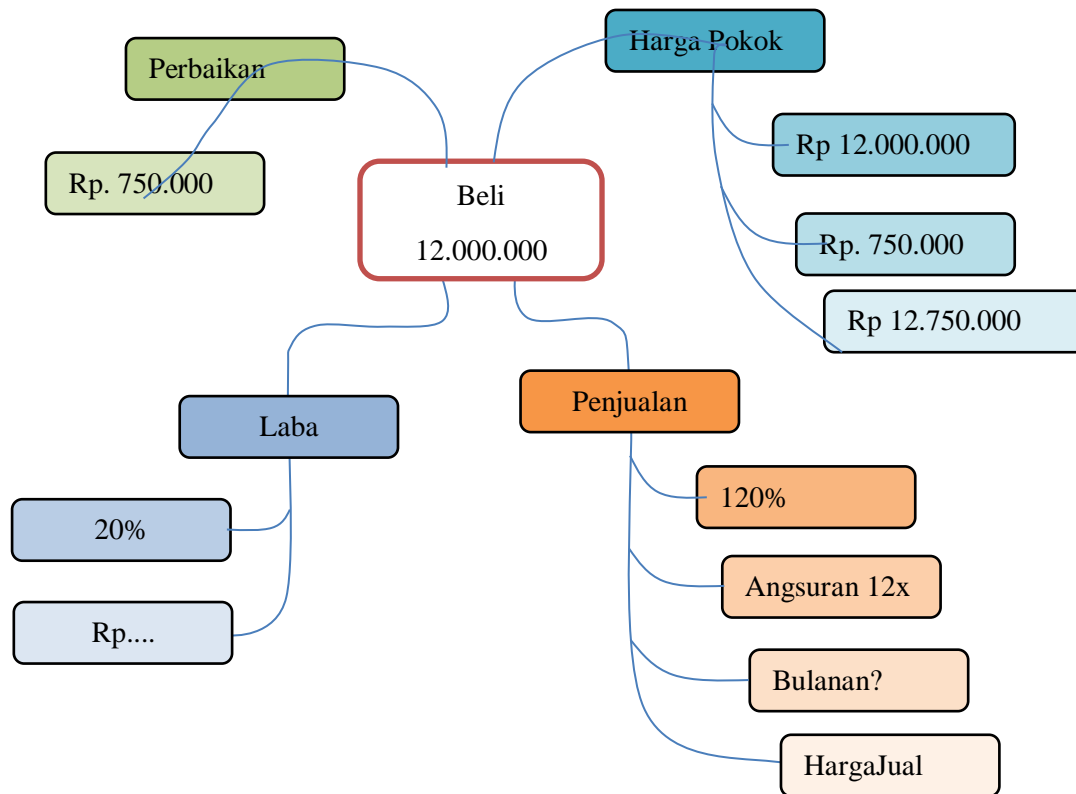 Perbaikan
Rp. 750.000
Harga Pokok
Rp 12.000.000
Rp. 750.000
Rp 12.750.000
Beli
12.000.000
Laba
20%
Rp....
Penjualan
120%
Angsuran 12x
Bulanan?
HargaJual